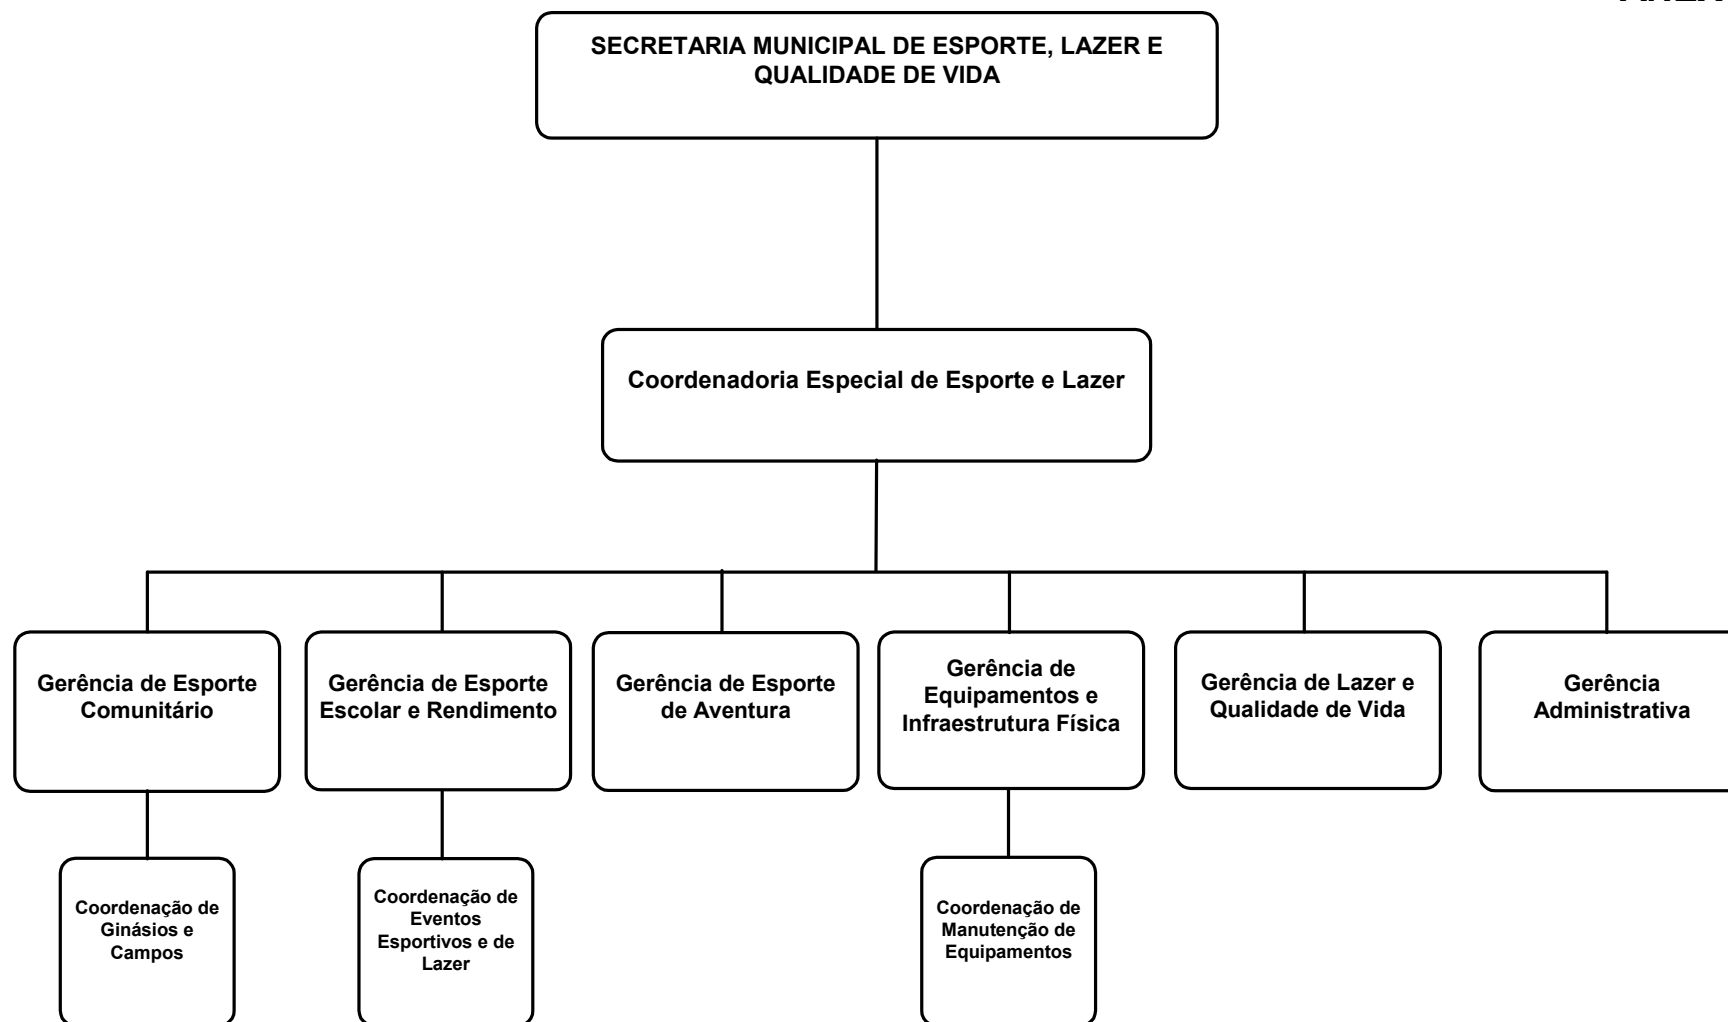 SECRETARIA MUNICIPAL DE ESPORTE, LAZER E
QUALIDADE DE VIDA
Coordenadoria Especial de Esporte e Lazer
Gerência de Esporte
Comunitário
Gerência de Esporte
Escolar e Rendimento
Gerência de Esporte
de Aventura
Gerência de
Equipamentos e
Infraestrutura Física
Gerência de Lazer e
Qualidade de Vida
Gerência
Administrativa
Coordenação de
Ginásios e
Campos
Coordenação de
Eventos
Esportivos e de
Lazer
Coordenação de
Manutenção de
Equipamentos